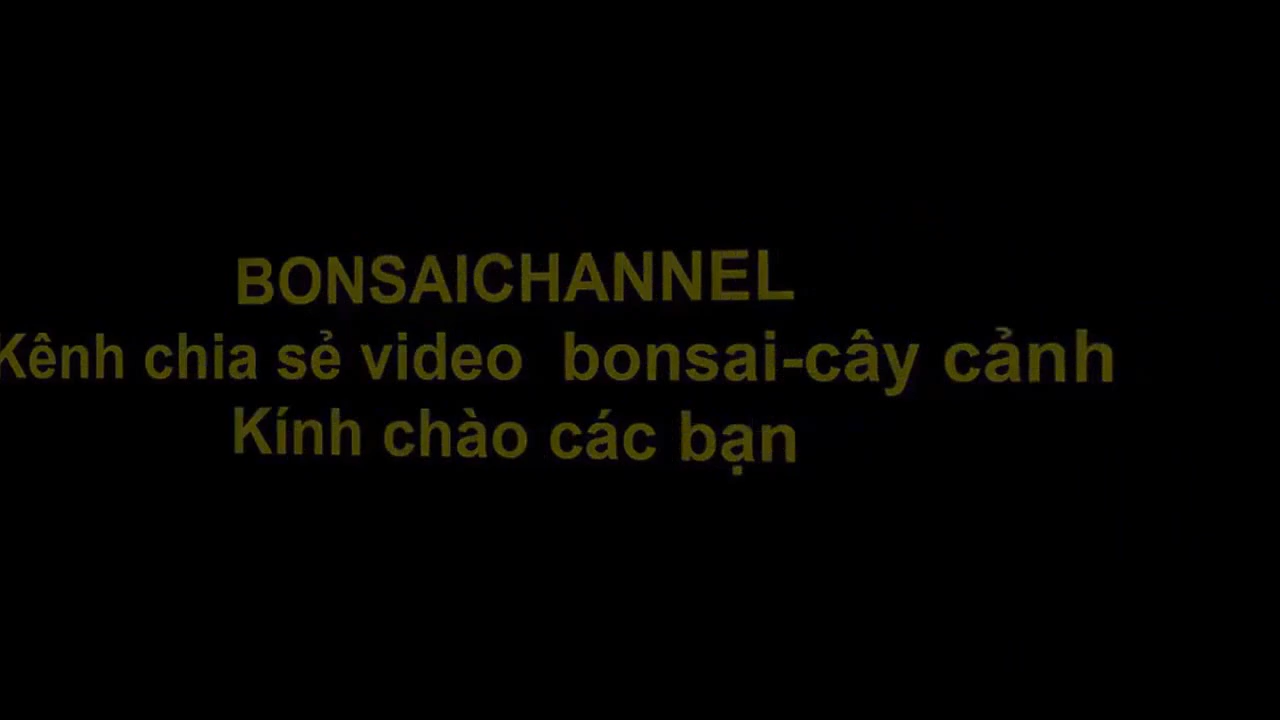 BONSAICHANNEL
Kênh chia sẻ video bonsai-cây cảnh
Kính chào các bạn